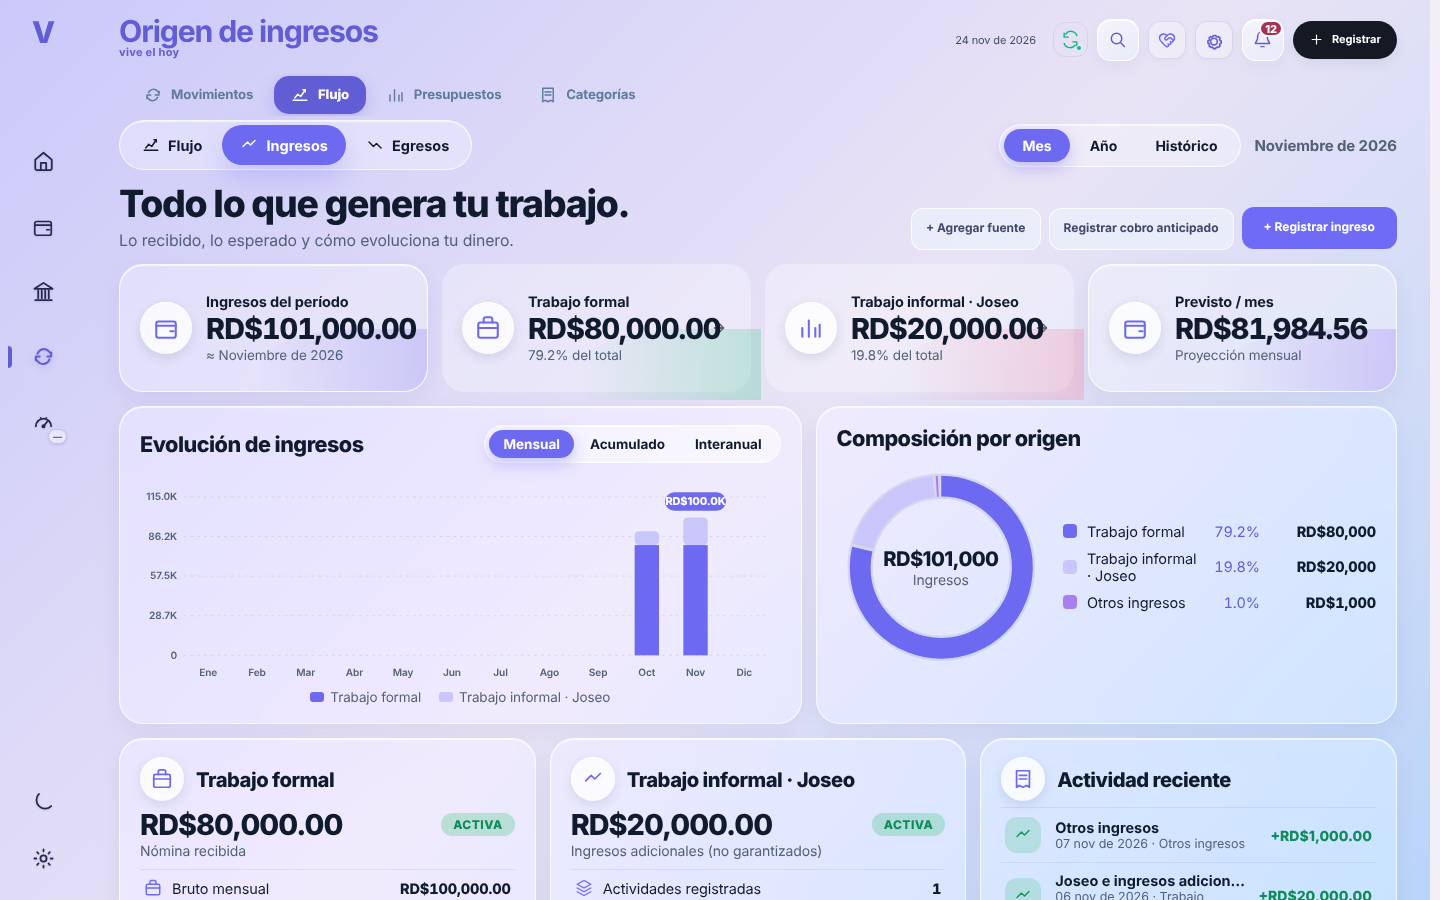 V
Origen de ingresos
vive el hoy
24 nov de 2026
12
Registrar
Movimientos
Flujo
Presupuestos
Categorías
Flujo
Ingresos
Egresos
Mes
Año
Histórico
Noviembre de 2026
Todo lo que genera tu trabajo.
Lo recibido, lo esperado y cómo evoluciona tu dinero.
+ Agregar fuente
Registrar cobro anticipado
+ Registrar ingreso
Ingresos del período
RD$101,000.00
≈ Noviembre de 2026
Trabajo formal
RD$80,000.00
79.2% del total
Trabajo informal · Joseo
RD$20,000.00
19.8% del total
Previsto / mes
RD$81,984.56
Proyección mensual
Evolución de ingresos
Mensual
Acumulado
Interanual
115.0K
86.2K
57.5K
28.7K
0
RD$100.0K
Ene
Feb
Mar
Abr
May
Jun
Jul
Ago
Sep
Oct
Nov
Dic
Trabajo formal
Trabajo informal · Joseo
Composición por origen
RD$101,000
Ingresos
Trabajo formal 79.2% RD$80,000
Trabajo informal
· Joseo 19.8% RD$20,000
Otros ingresos 1.0% RD$1,000
Trabajo formal
RD$80,000.00
ACTIVA
Nómina recibida
Bruto mensual RD$100,000.00
Trabajo informal · Joseo
RD$20,000.00
ACTIVA
Ingresos adicionales (no garantizados)
Actividades registradas 1
Actividad reciente
Otros ingresos
07 nov de 2026 · Otros ingresos
+RD$1,000.00
Joseo e ingresos adicion...
06 nov de 2026 · Trabajo
+RD$20,000.00